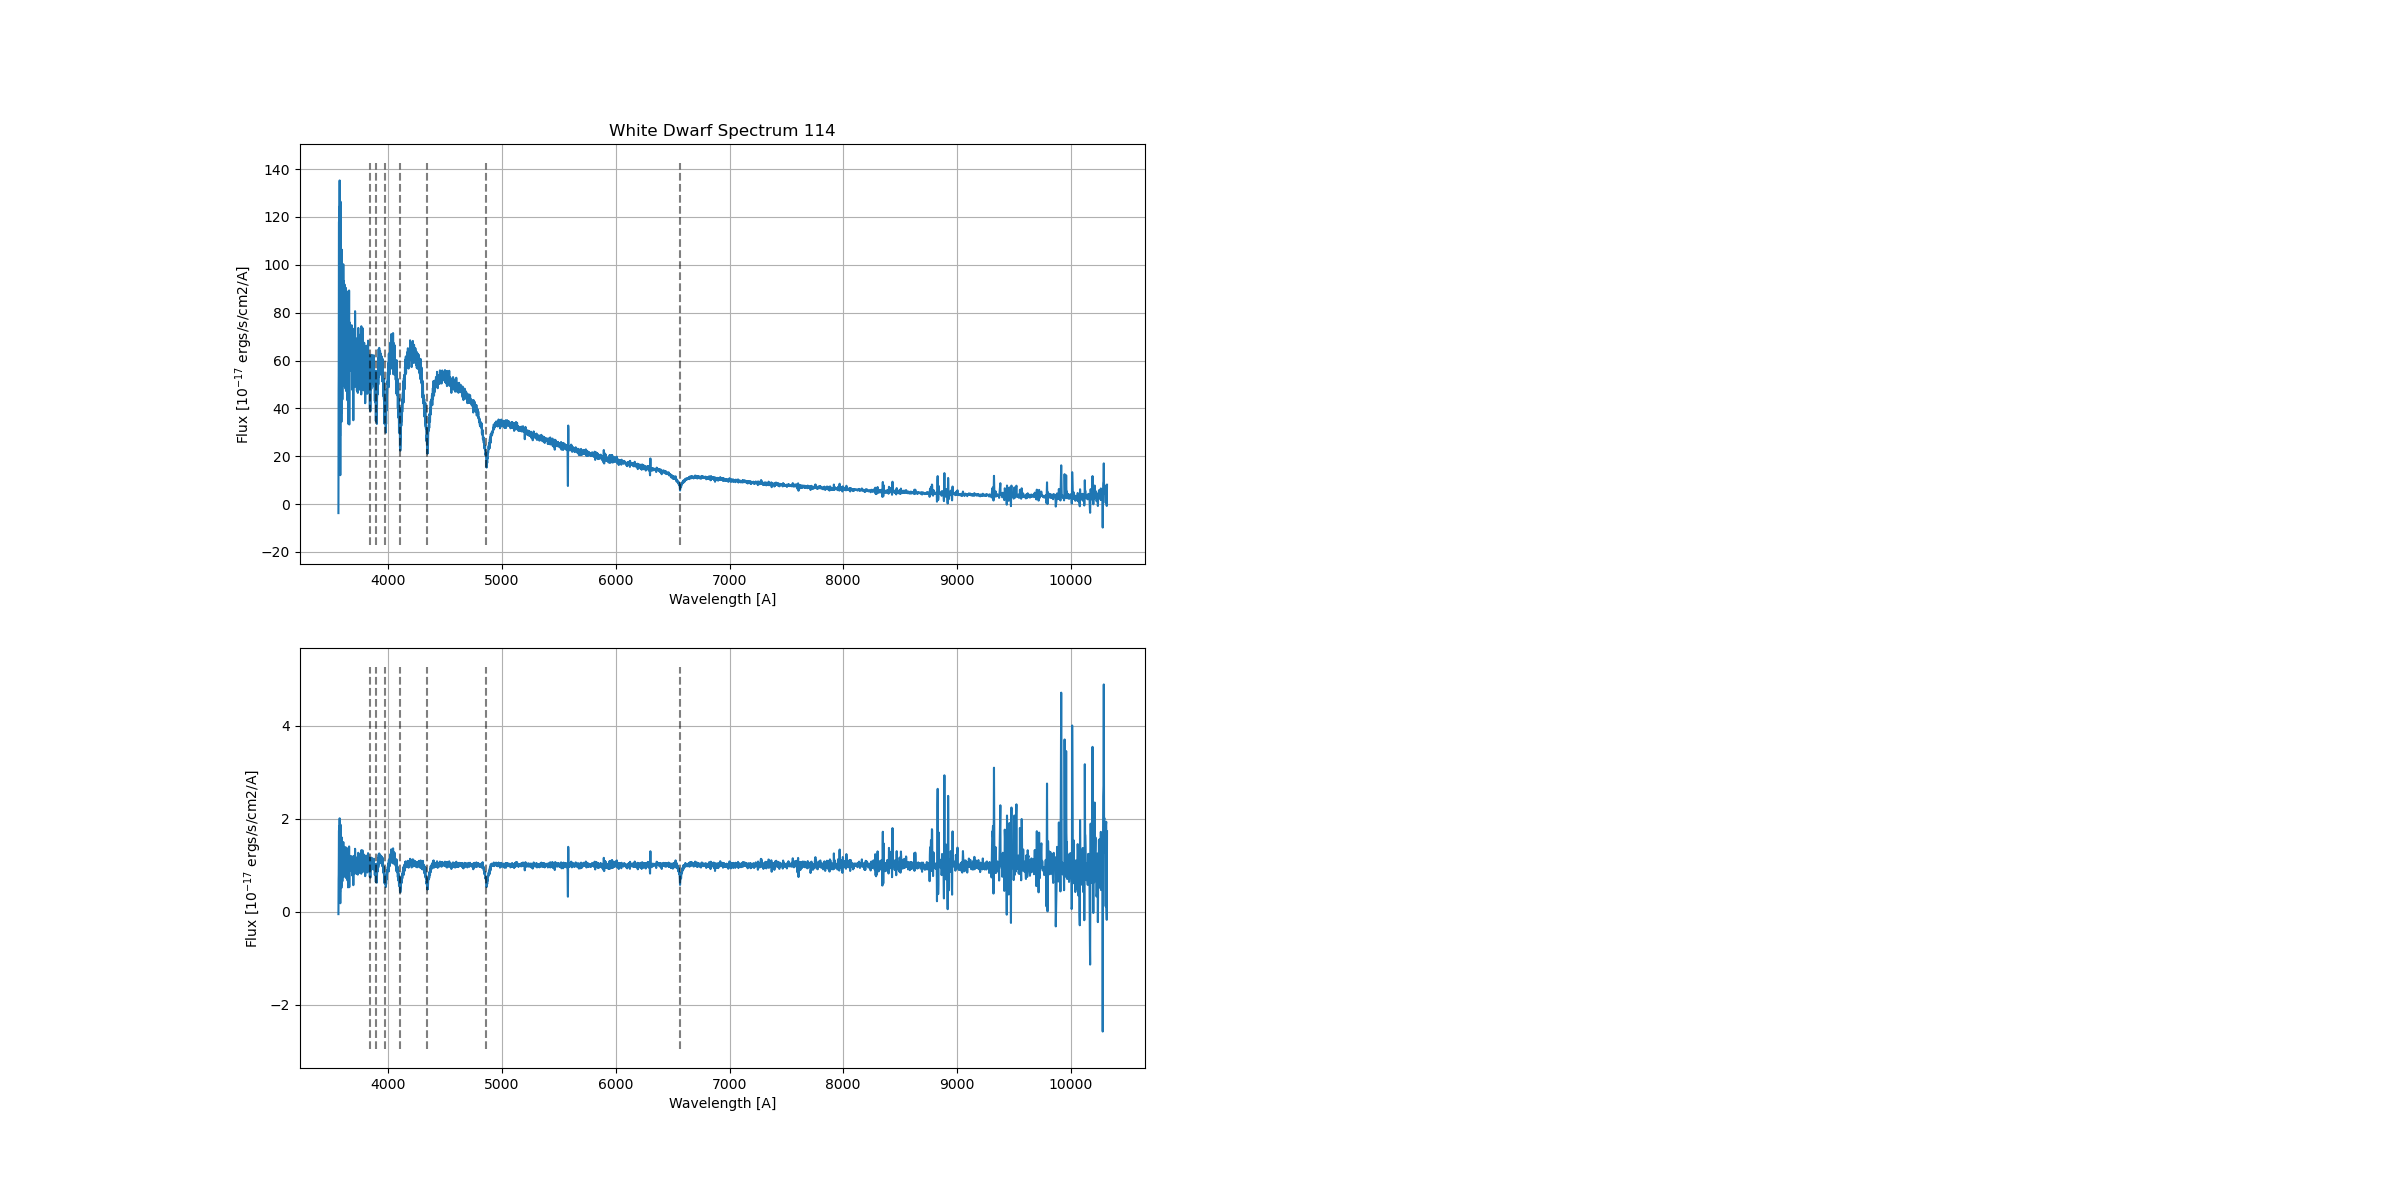 White Dwarf Spectrum 114
140
120
100
80
60
40
20
0
−20
Flux [10⁻¹⁷ ergs/s/cm2/A]
4000 5000 6000 7000 8000 9000 10000
Wavelength [A]
4
2
0
−2
Flux [10⁻¹⁷ ergs/s/cm2/A]
4000 5000 6000 7000 8000 9000 10000
Wavelength [A]